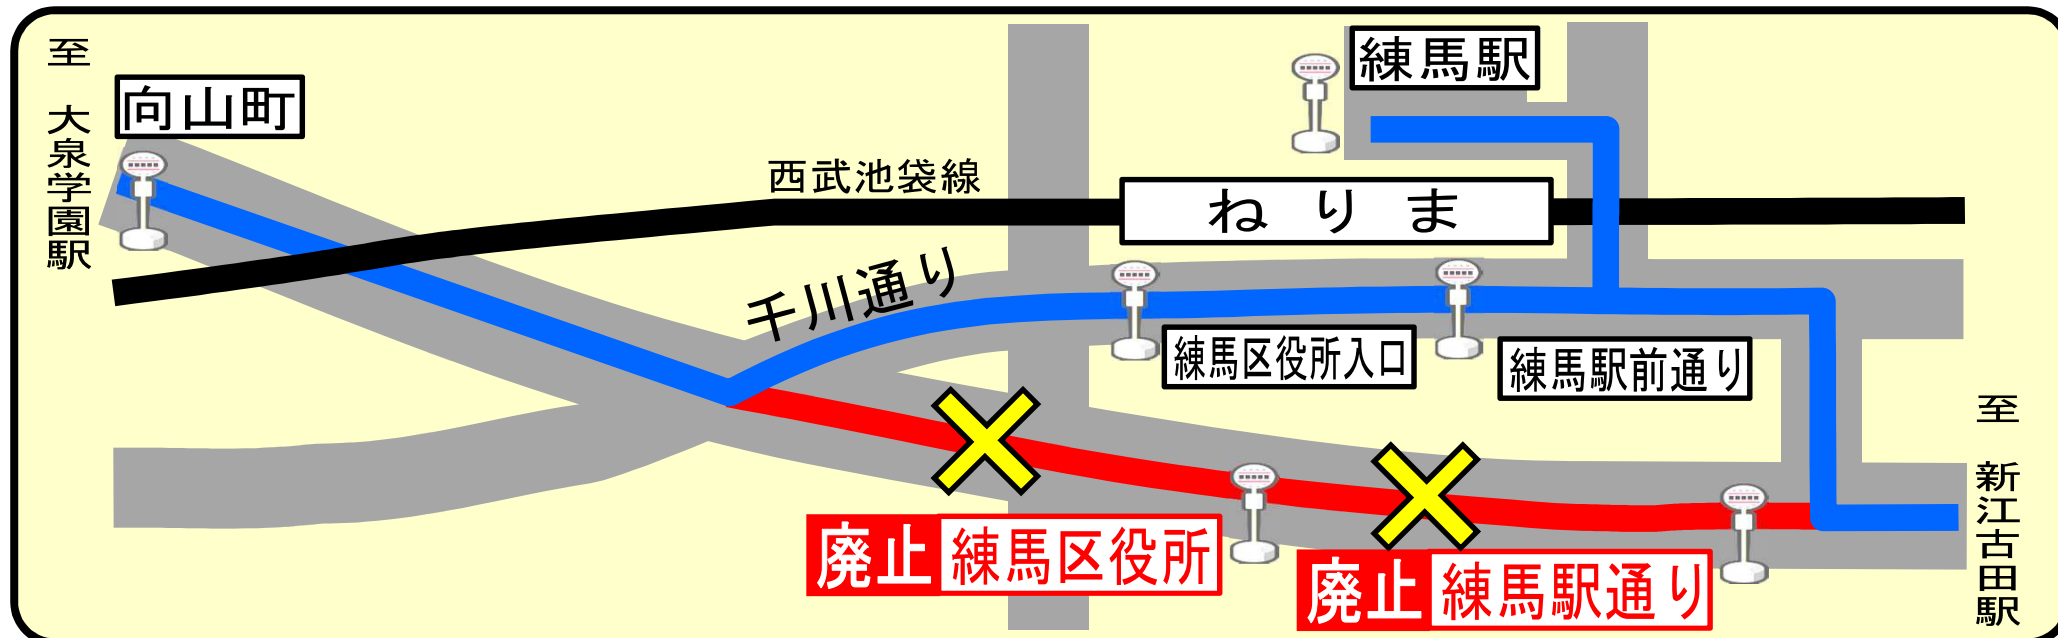 至 大泉学園駅
向山町
西武池袋線
千川通り
練馬駅
ねりま
練馬区役所入口
練馬駅前通り
廃止 練馬区役所
廃止 練馬駅通り
至 新江古田駅